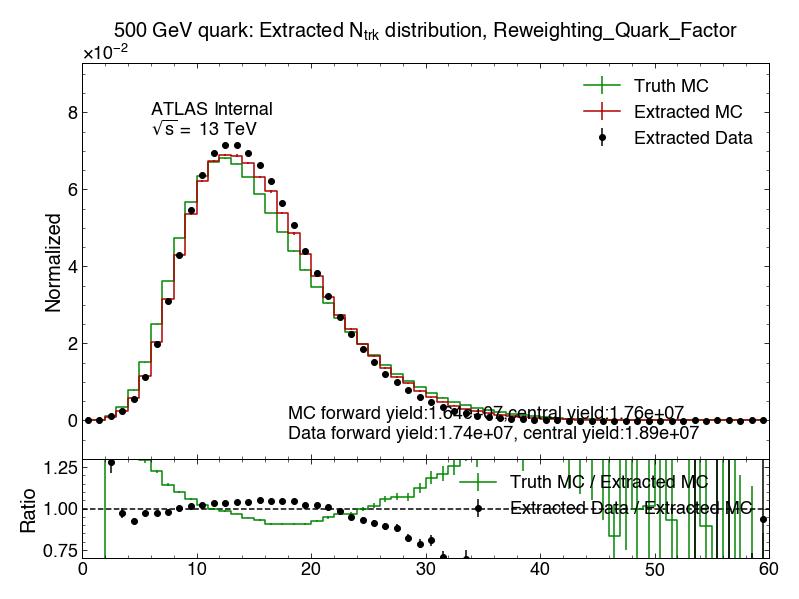 500 GeV quark: Extracted N_trk distribution, Reweighting_Quark_Factor
×10⁻²
ATLAS Internal
√s = 13 TeV
Truth MC
Extracted MC
Extracted Data
Normalized
8
6
4
2
0
MC forward yield:1.64e+07,central yield:1.76e+07
Data forward yield:1.74e+07, central yield:1.89e+07
Ratio
1.25
1.00
0.75
Truth MC / Extracted MC
Extracted Data / Extracted MC
0 10 20 30 40 50 60